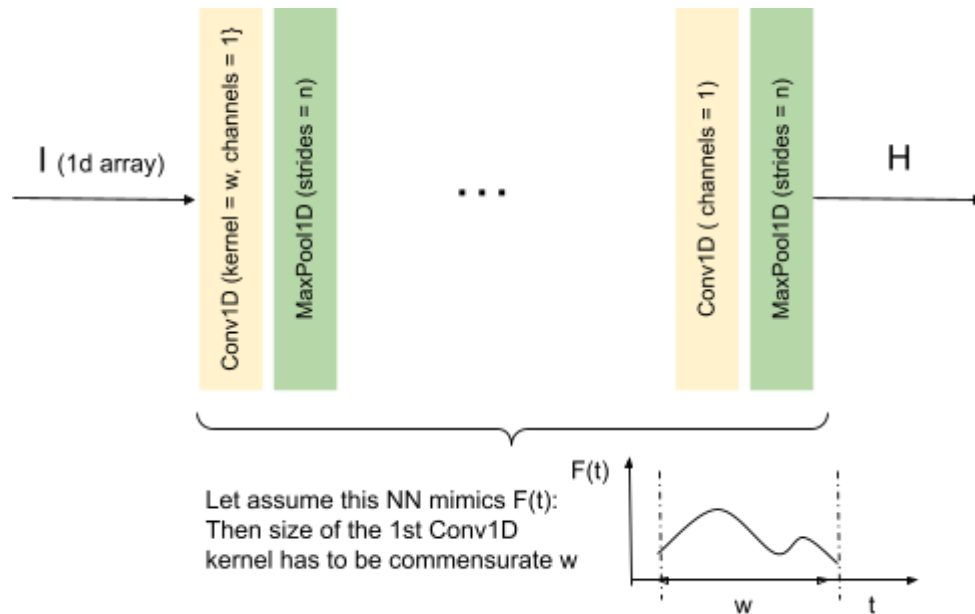 I (1d array)
Conv1D (kernel = w, channels = 1}
MaxPool1D (strides = n)
...
Conv1D ( channels = 1)
MaxPool1D (strides = n)
H
Let assume this NN mimics F(t):
Then size of the 1st Conv1D
kernel has to be commensurate w
F(t)
w
t